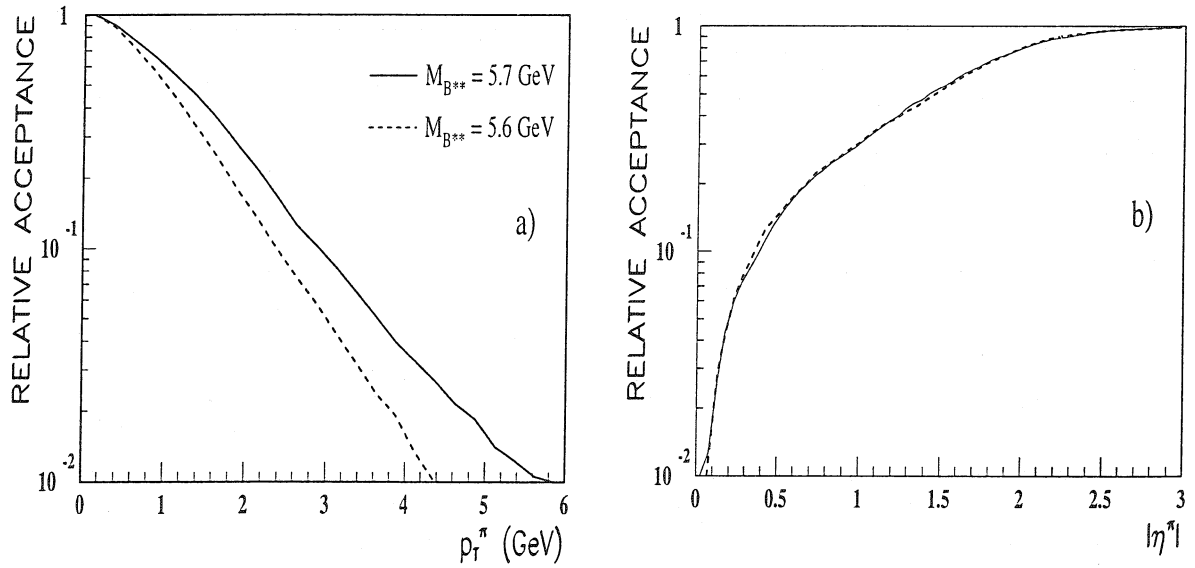 RELATIVE ACCEPTANCE
1
10⁻¹
10⁻²
M_B** = 5.7 GeV
M_B** = 5.6 GeV
a)
0 1 2 3 4 5 6
p_T^π (GeV)
RELATIVE ACCEPTANCE
1
10⁻¹
10⁻²
b)
0 0.5 1 1.5 2 2.5 3
|η^π|